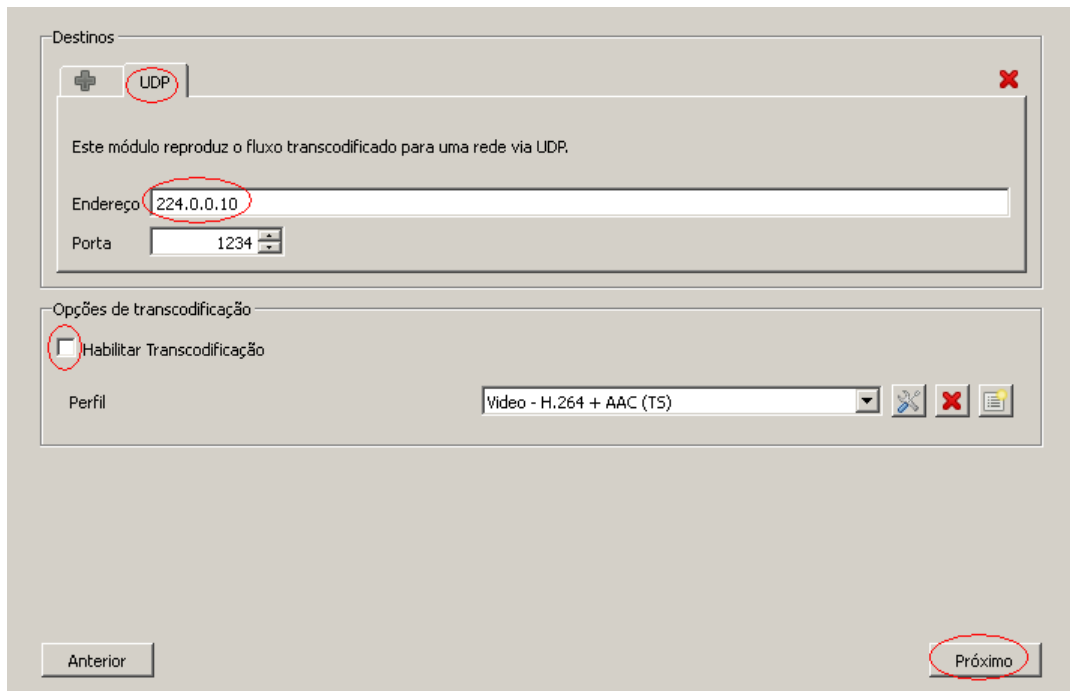 Destinos
UDP
Este módulo reproduz o fluxo transcodificado para uma rede via UDP.
Endereço 224.0.0.10
Porta 1234
Opções de transcodificação
Habilitar Transcodificação
Perfil Video - H.264 + AAC (TS)
Anterior Próximo